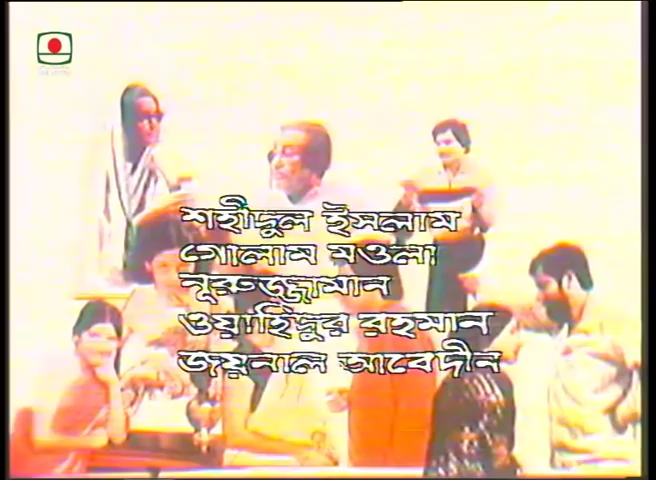 শহীদুল ইসলাম
গোলাম মওলা
নূরুজ্জামান
ওয়াহিদুর রহমান
জয়নাল আবেদীন